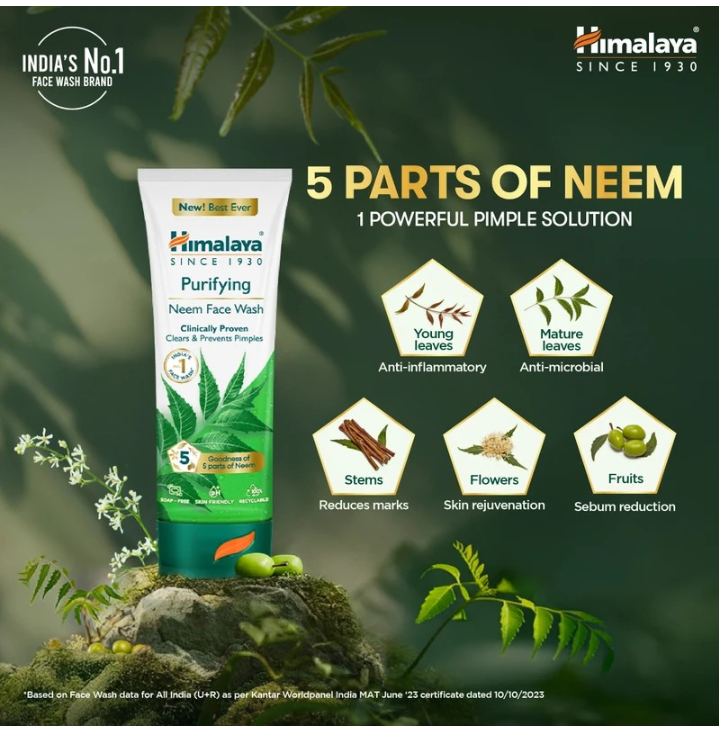 INDIA'S No.1
FACE WASH BRAND
Himalaya®
SINCE 1930
5 PARTS OF NEEM
1 POWERFUL PIMPLE SOLUTION
New! Best Ever
Himalaya®
SINCE 1930
Purifying
Neem Face Wash
Clinically Proven
Clears & Prevents Pimples
INDIA'S
No. 1
FACE WASH*
5
Goodness of
5 parts of Neem
SOAP-FREE
SKIN FRIENDLY
RECYCLABLE
Young
leaves
Anti-inflammatory
Mature
leaves
Anti-microbial
Stems
Reduces marks
Flowers
Skin rejuvenation
Fruits
Sebum reduction
*Based on Face Wash data for All India (U+R) as per Kantar Worldpanel India MAT June '23 certificate dated 10/10/2023